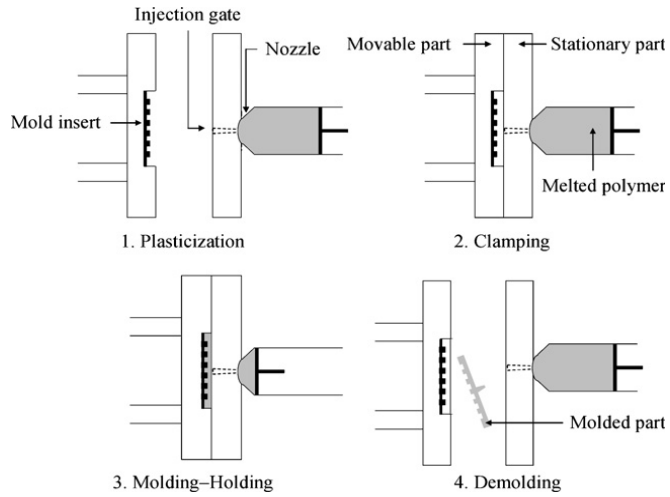 Injection gate
Nozzle
Mold insert
1. Plasticization
Movable part
Stationary part
Melted polymer
2. Clamping
3. Molding–Holding
Molded part
4. Demolding